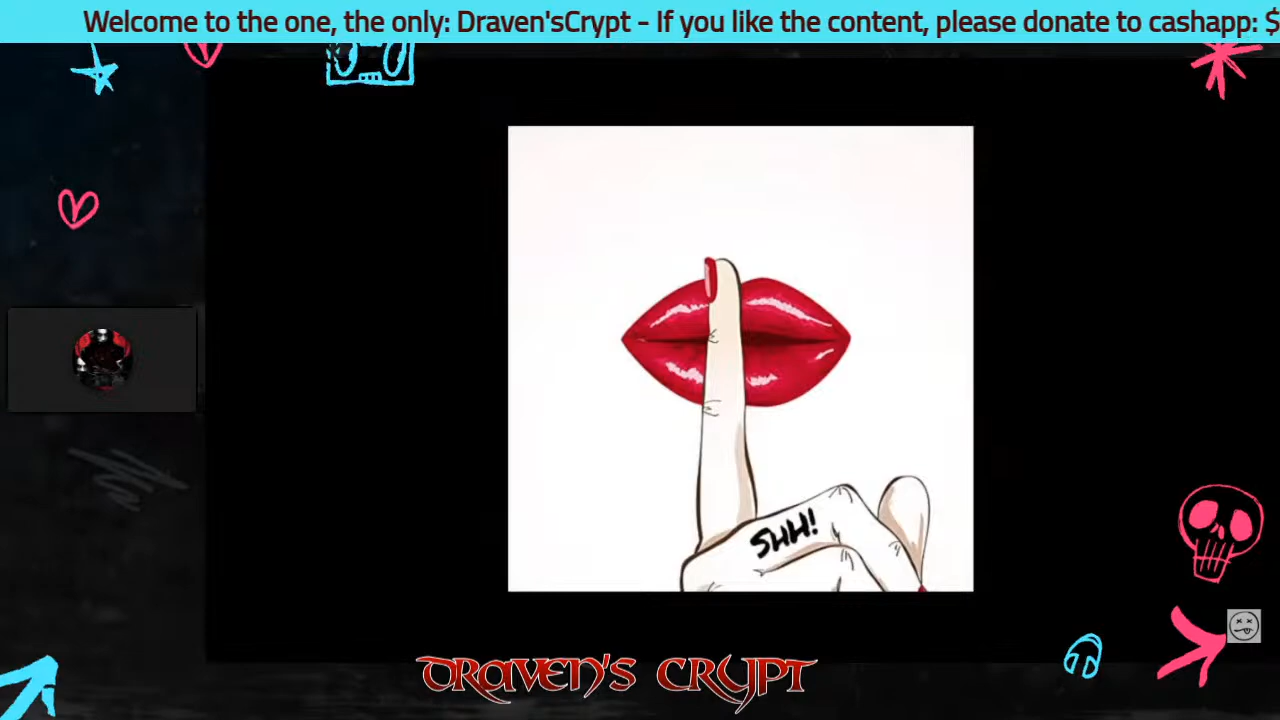 Welcome to the one, the only: Draven'sCrypt - If you like the content, please donate to cashapp: $
SHH!
DRAVEN'S CRYPT